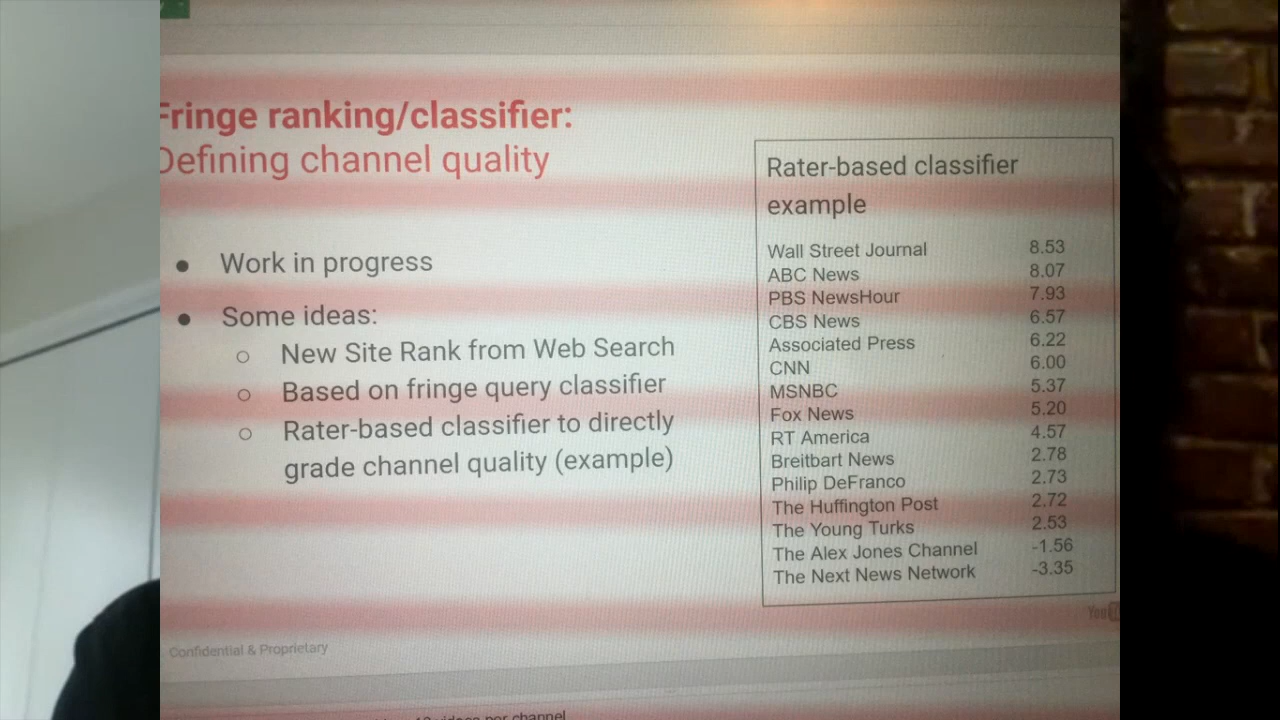 Fringe ranking/classifier:
Defining channel quality
● Work in progress
● Some ideas:
○ New Site Rank from Web Search
○ Based on fringe query classifier
○ Rater-based classifier to directly
grade channel quality (example)
Rater-based classifier
example
Wall Street Journal 8.53
ABC News 8.07
PBS NewsHour 7.93
CBS News 6.57
Associated Press 6.22
CNN 6.00
MSNBC 5.37
Fox News 5.20
RT America 4.57
Breitbart News 2.78
Philip DeFranco 2.73
The Huffington Post 2.72
The Young Turks 2.53
The Alex Jones Channel -1.56
The Next News Network -3.35
You
Confidential & Proprietary
videos per channel